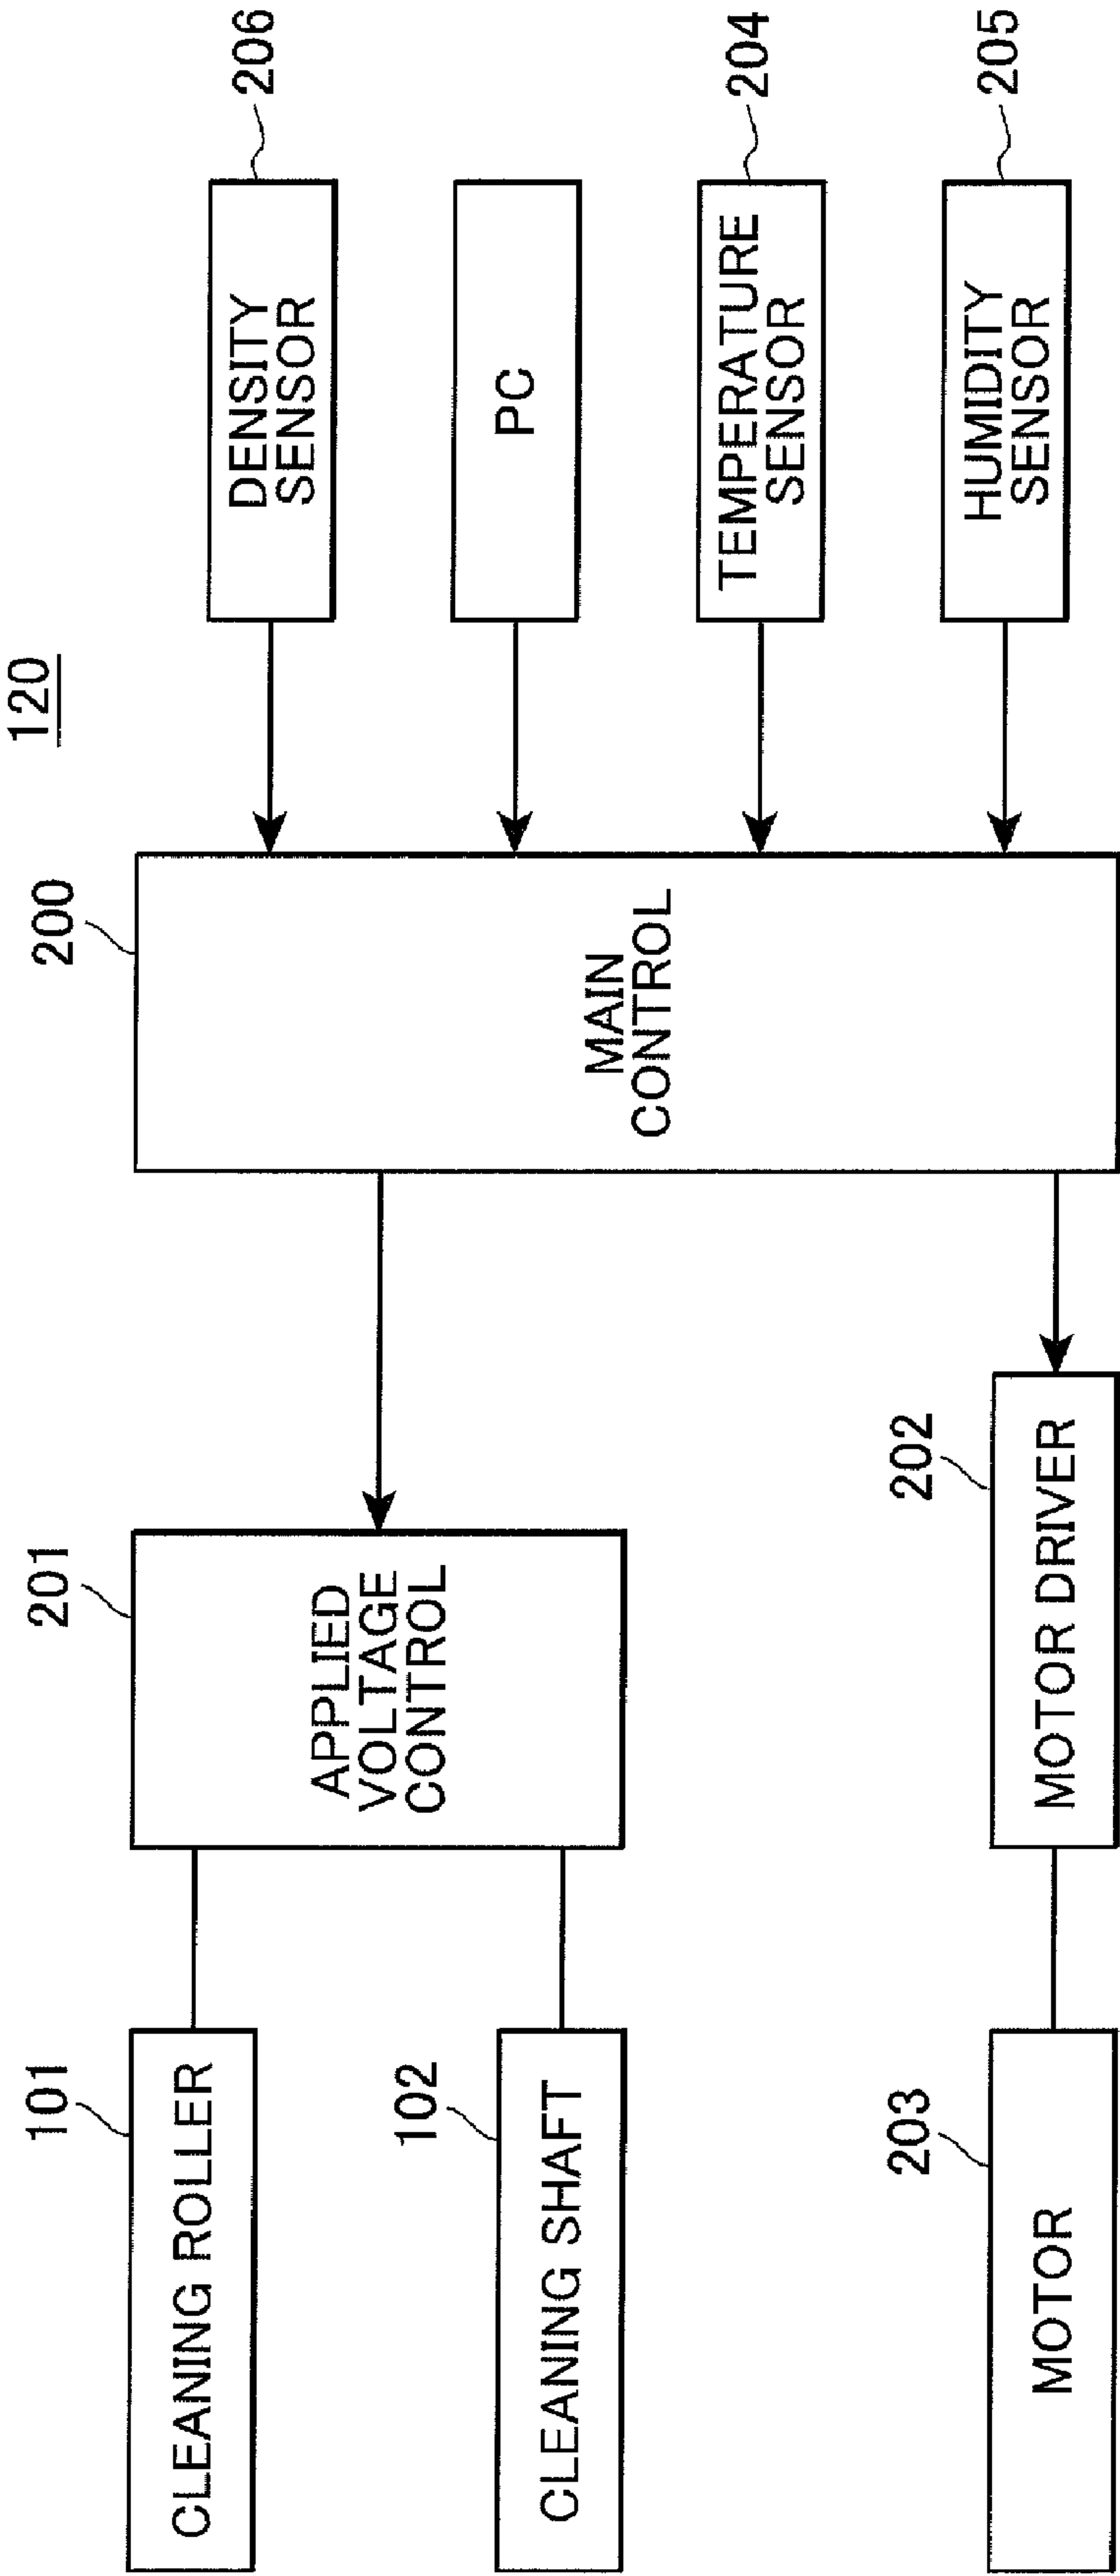 120
101
CLEANING ROLLER
201
APPLIED
VOLTAGE
CONTROL
200
MAIN
CONTROL
206
DENSITY
SENSOR
PC
102
CLEANING SHAFT
204
TEMPERATURE
SENSOR
203
MOTOR
202
MOTOR DRIVER
205
HUMIDITY
SENSOR